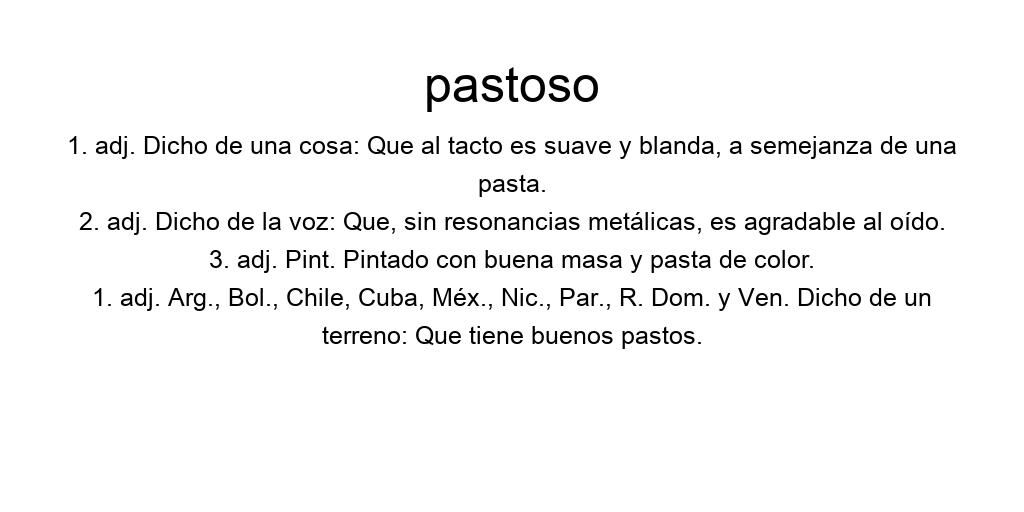 pastoso
1. adj. Dicho de una cosa: Que al tacto es suave y blanda, a semejanza de una
pasta.
2. adj. Dicho de la voz: Que, sin resonancias metálicas, es agradable al oído.
3. adj. Pint. Pintado con buena masa y pasta de color.
1. adj. Arg., Bol., Chile, Cuba, Méx., Nic., Par., R. Dom. y Ven. Dicho de un
terreno: Que tiene buenos pastos.